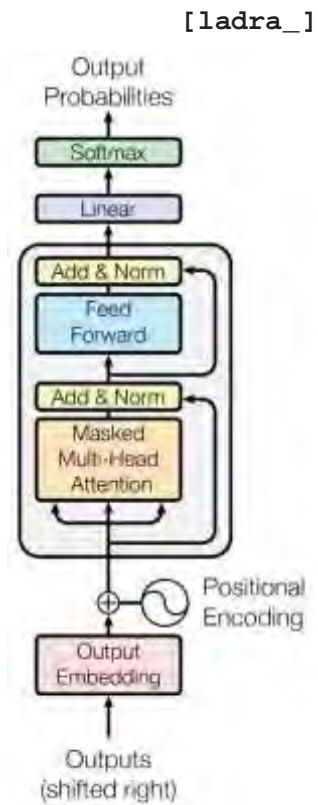 [ladra_]
Output
Probabilities
Softmax
Linear
Add & Norm
Feed
Forward
Add & Norm
Masked
Multi-Head
Attention
Positional
Encoding
Output
Embedding
Outputs
(shifted right)